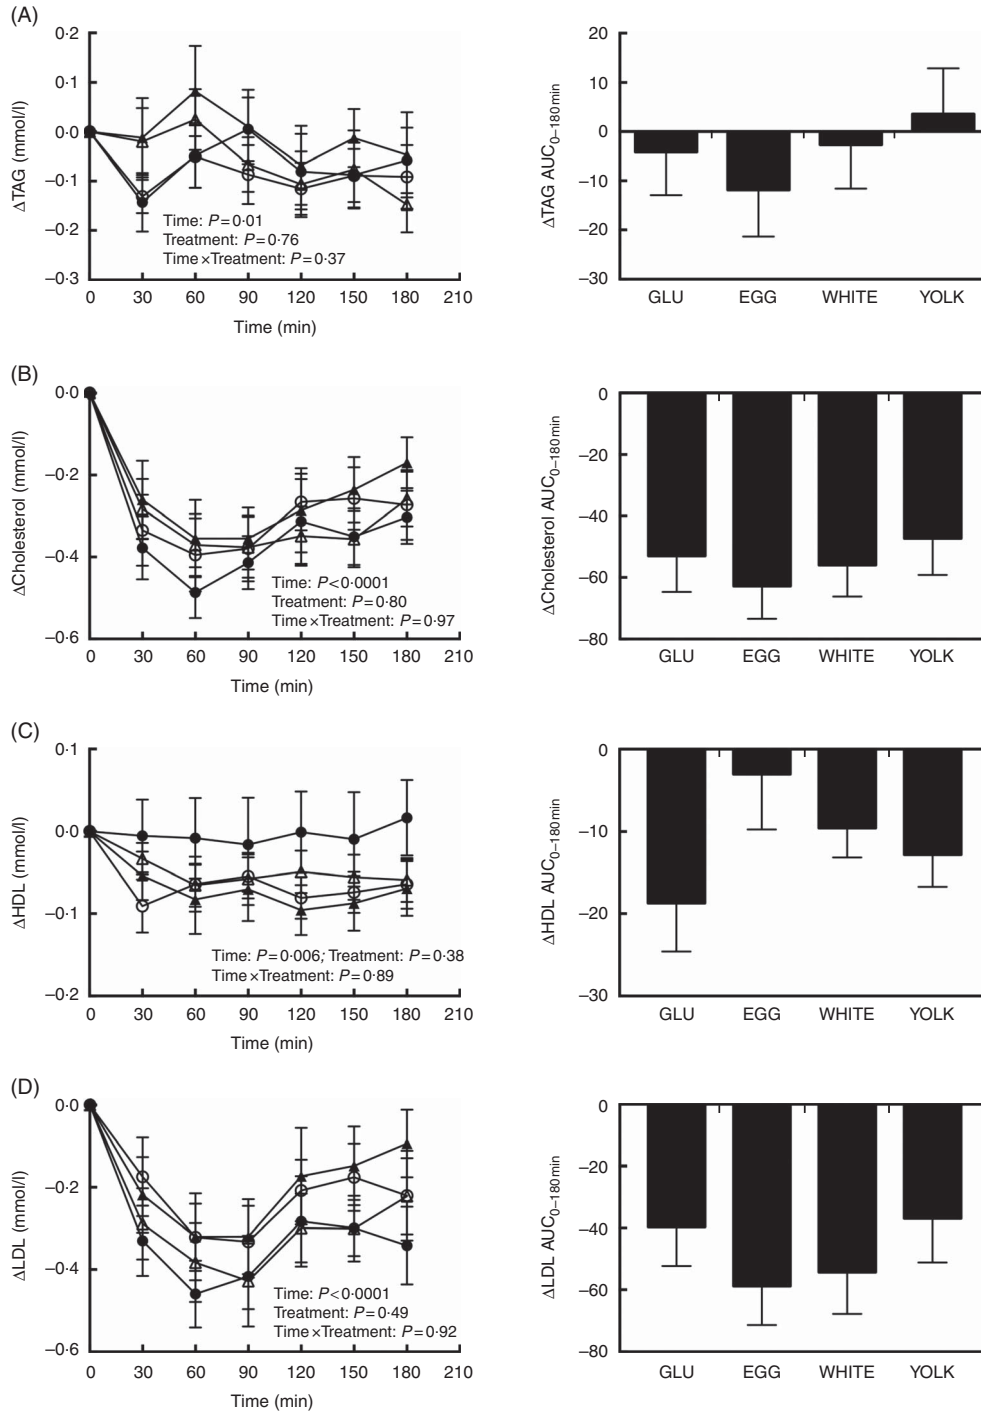 (A)
0·2
0·1
0·0
–0·1
–0·2
–0·3
ΔTAG (mmol/l)
Time: P=0·01
Treatment: P=0·76
Time×Treatment: P=0·37
0 30 60 90 120 150 180 210
Time (min)
20
10
0
–10
–20
–30
ΔTAG AUC0–180min
GLU EGG WHITE YOLK
(B)
0·0
–0·2
–0·4
–0·6
ΔCholesterol (mmol/l)
Time: P<0·0001
Treatment: P=0·80
Time×Treatment: P=0·97
0 30 60 90 120 150 180 210
Time (min)
0
–20
–40
–60
–80
ΔCholesterol AUC0–180min
GLU EGG WHITE YOLK
(C)
0·1
0·0
–0·1
–0·2
ΔHDL (mmol/l)
Time: P=0·006; Treatment: P=0·38
Time×Treatment: P=0·89
0 30 60 90 120 150 180 210
Time (min)
0
–10
–20
–30
ΔHDL AUC0–180min
GLU EGG WHITE YOLK
(D)
0·0
–0·2
–0·4
–0·6
ΔLDL (mmol/l)
Time: P<0·0001
Treatment: P=0·49
Time×Treatment: P=0·92
0 30 60 90 120 150 180 210
Time (min)
0
–20
–40
–60
–80
ΔLDL AUC0–180min
GLU EGG WHITE YOLK